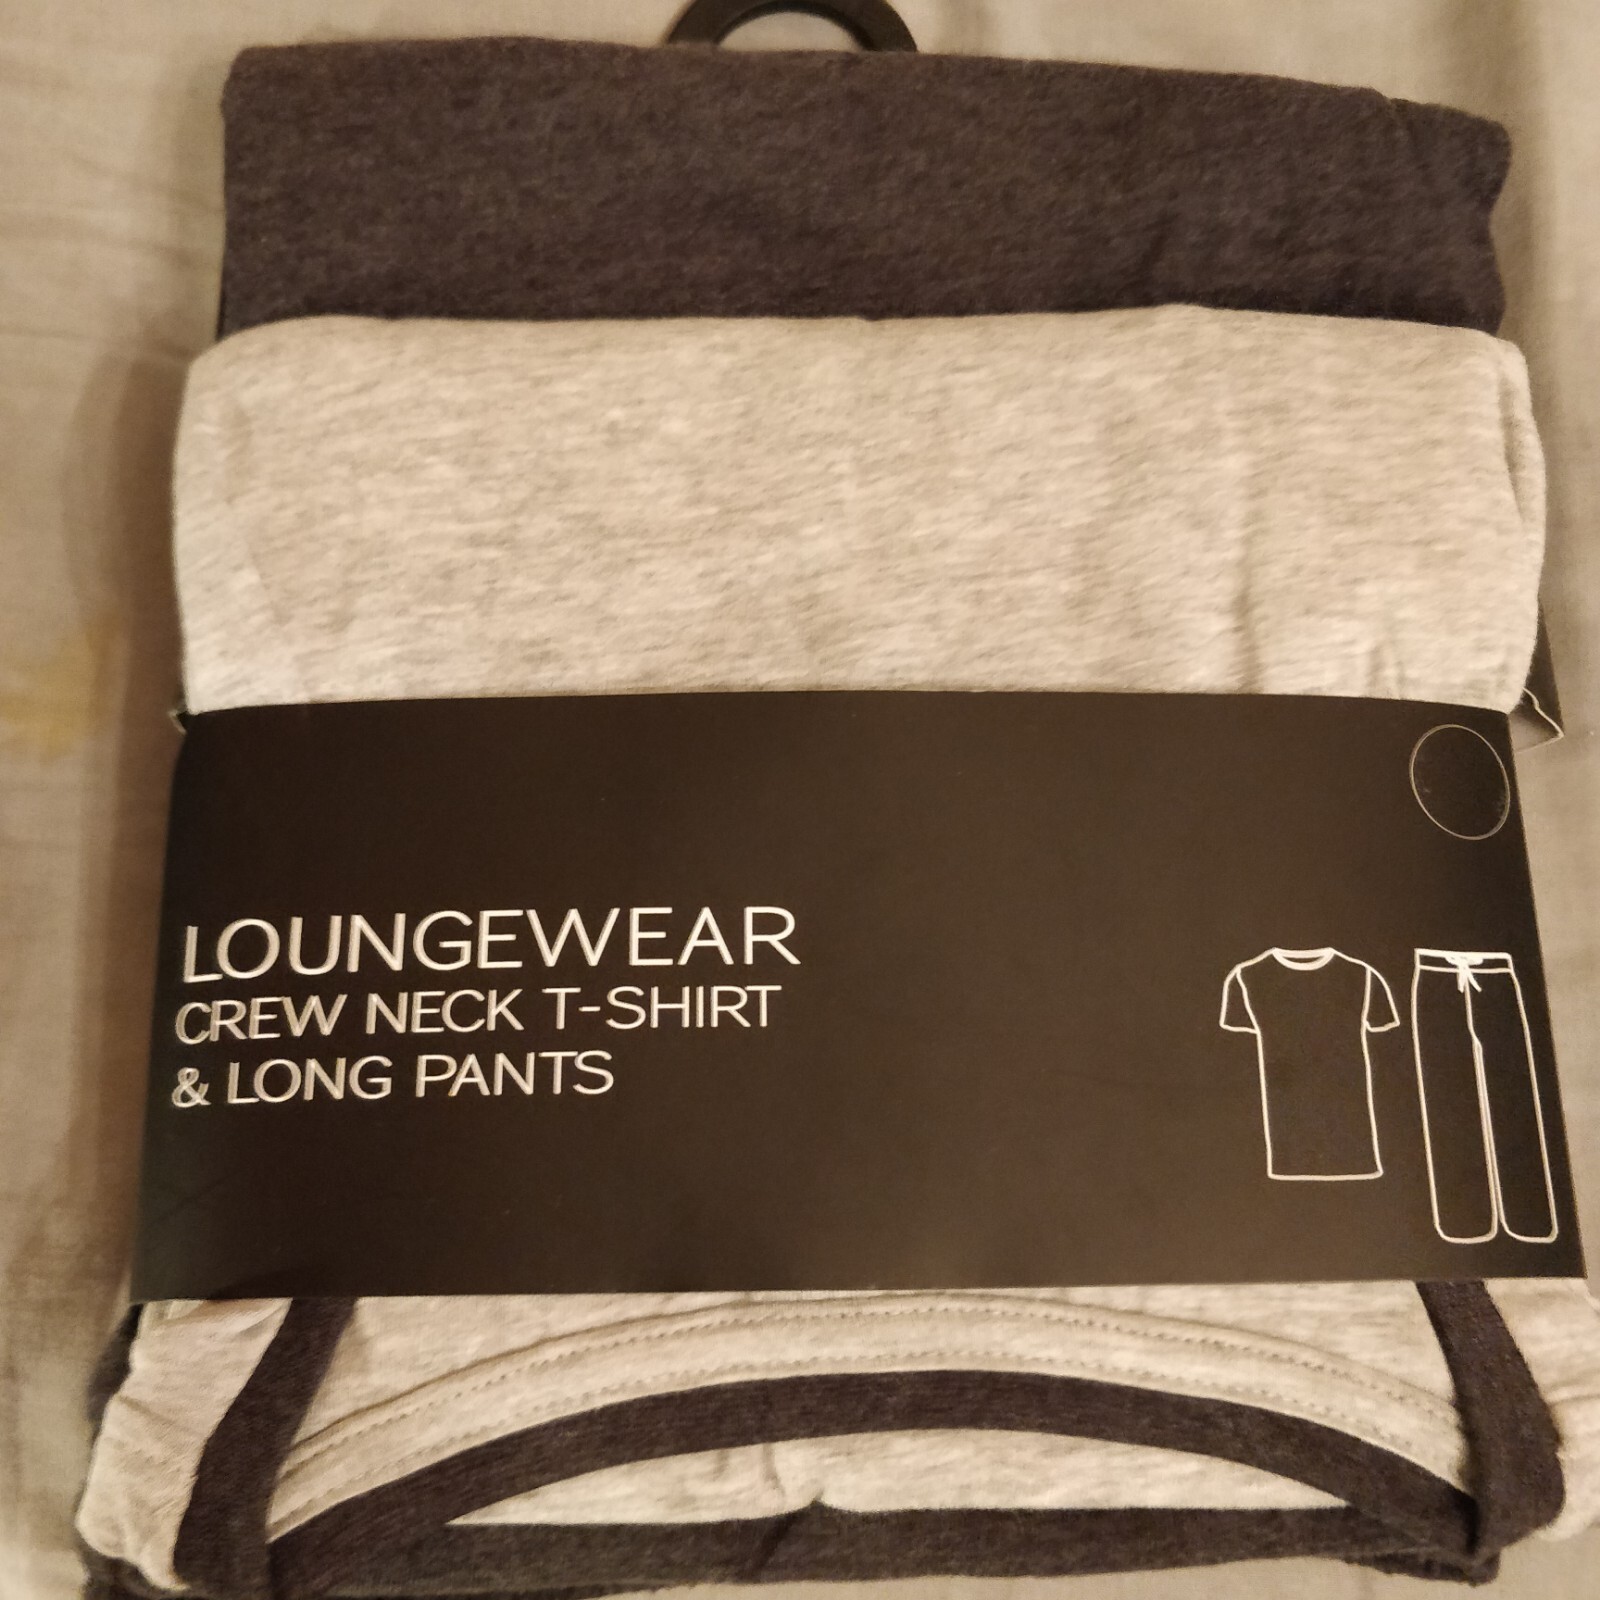 LOUNGEWEAR
CREW NECK T-SHIRT
& LONG PANTS